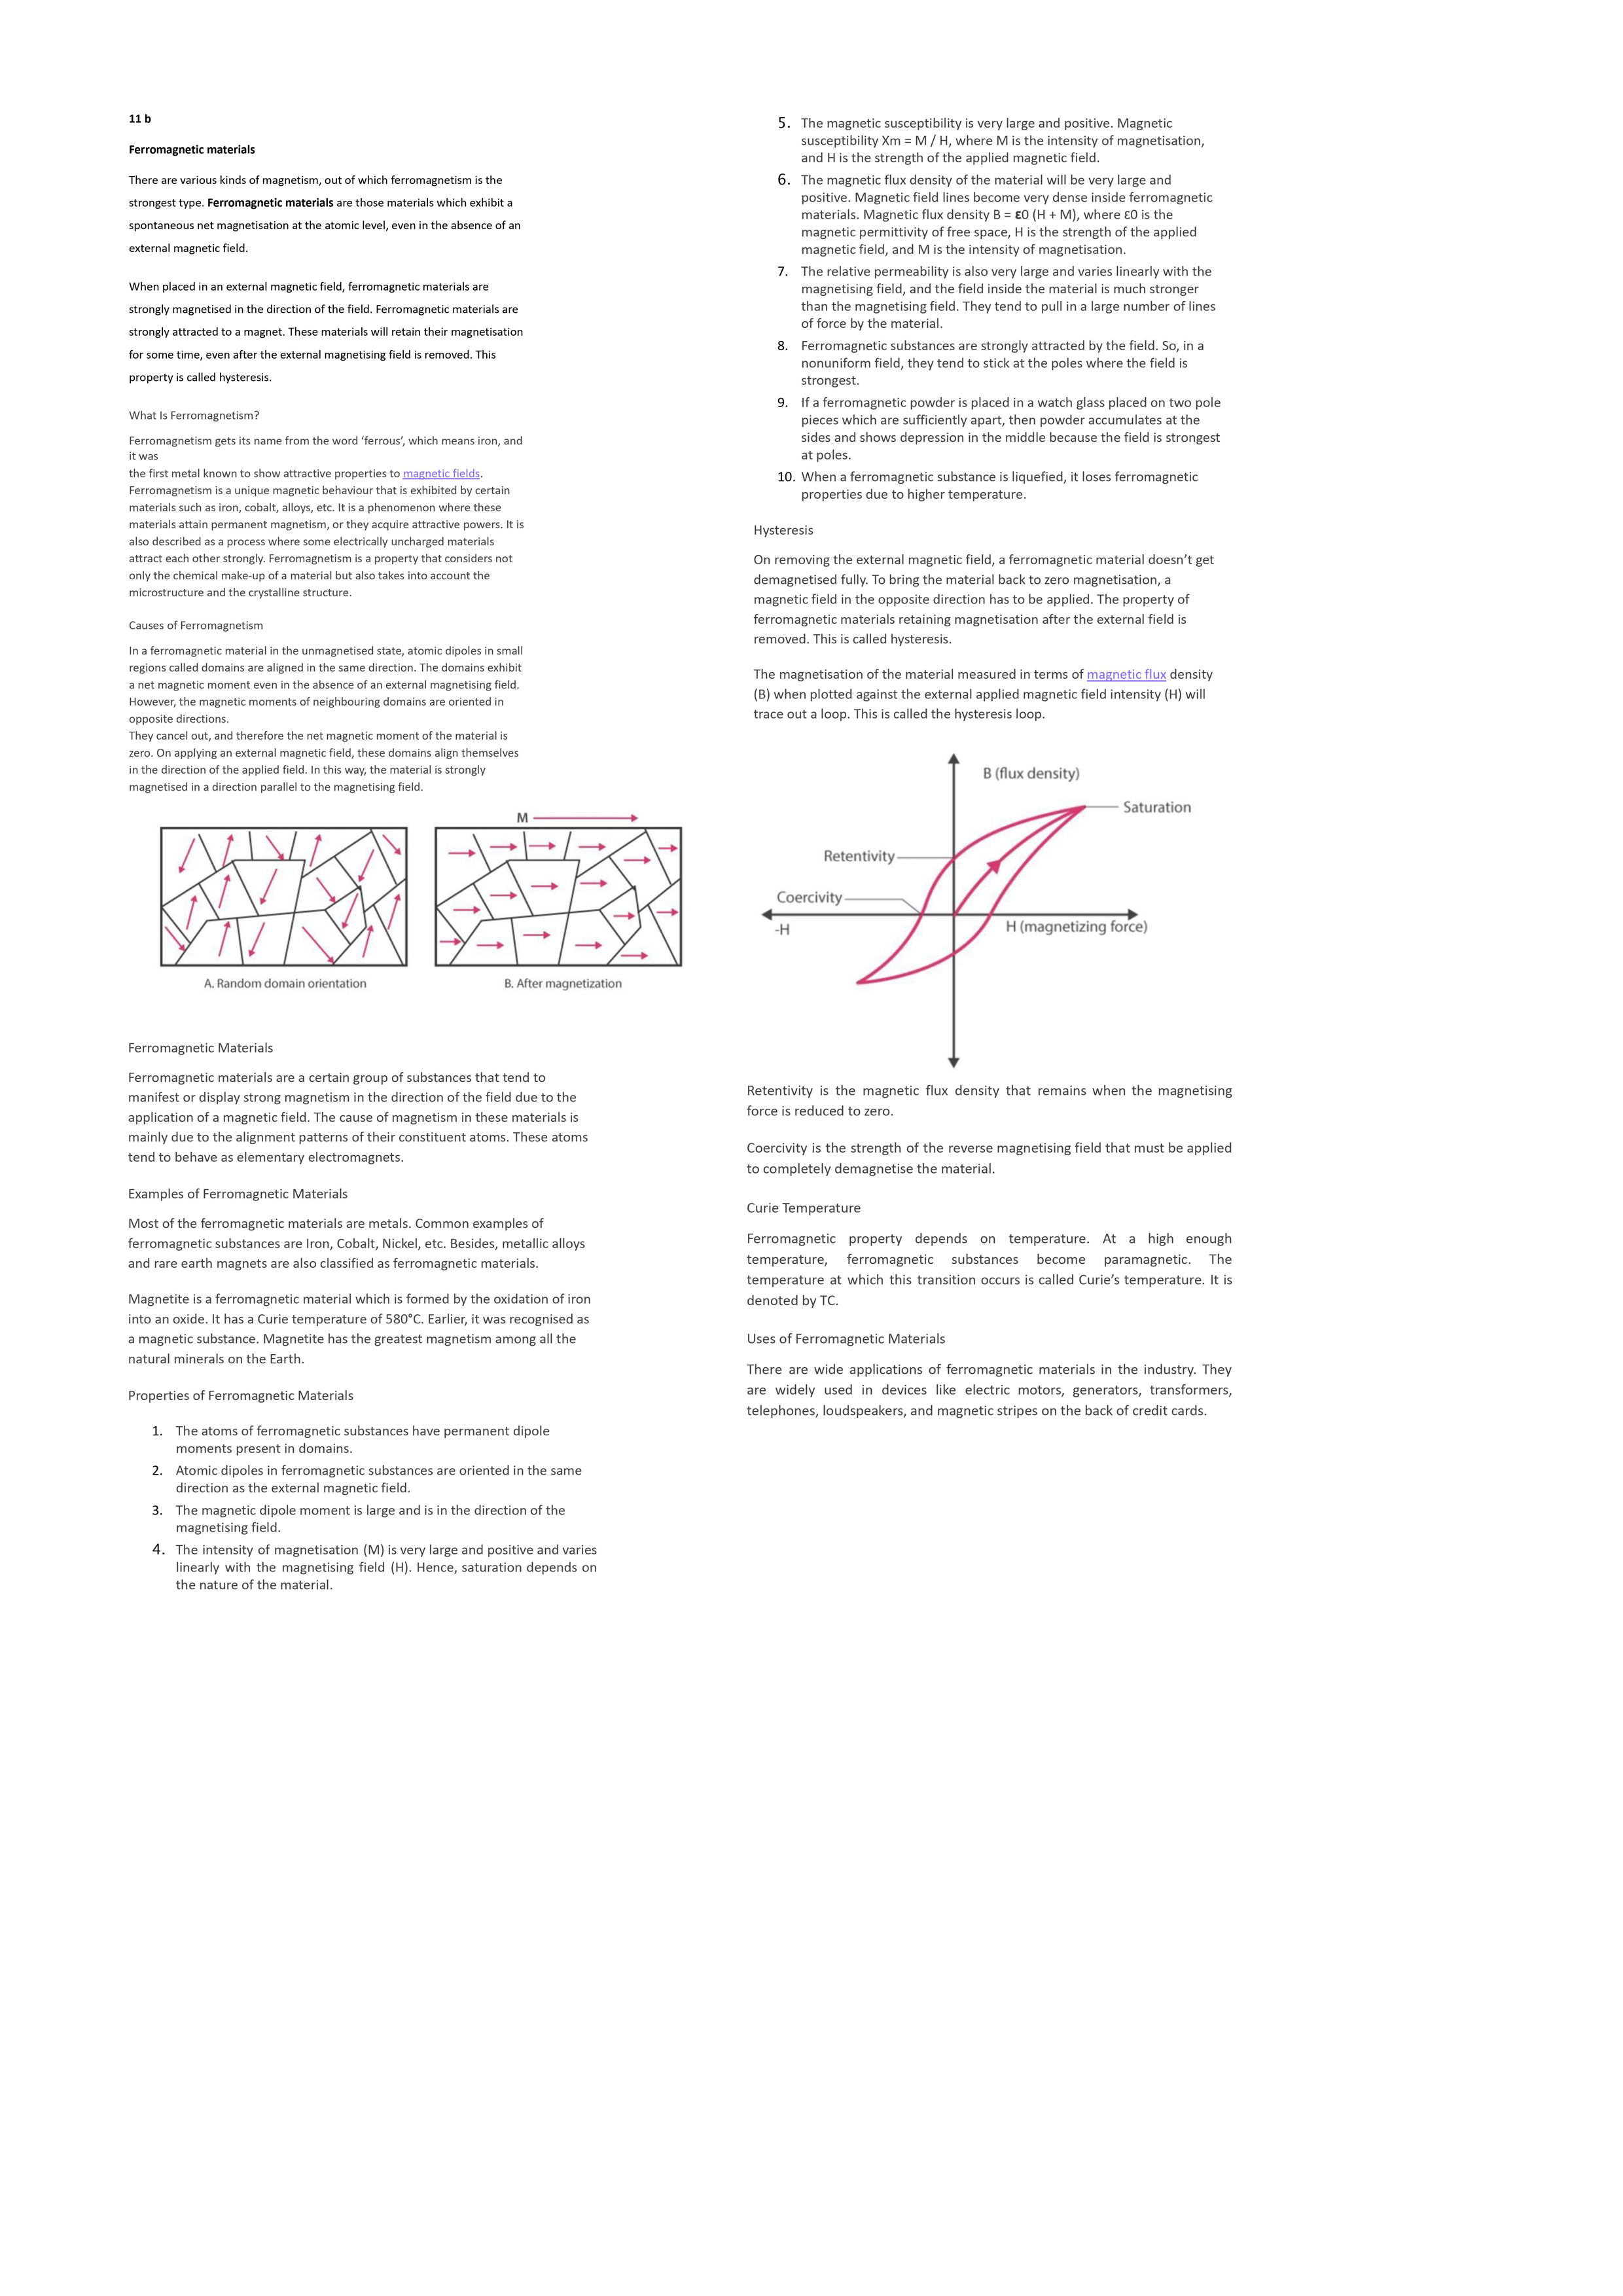 11 b
Ferromagnetic materials
There are various kinds of magnetism, out of which ferromagnetism is the
strongest type. Ferromagnetic materials are those materials which exhibit a
spontaneous net magnetisation at the atomic level, even in the absence of an
external magnetic field.
When placed in an external magnetic field, ferromagnetic materials are
strongly magnetised in the direction of the field. Ferromagnetic materials are
strongly attracted to a magnet. These materials will retain their magnetisation
for some time, even after the external magnetising field is removed. This
property is called hysteresis.
What Is Ferromagnetism?
Ferromagnetism gets its name from the word ‘ferrous’, which means iron, and
it was
the first metal known to show attractive properties to magnetic fields.
Ferromagnetism is a unique magnetic behaviour that is exhibited by certain
materials such as iron, cobalt, alloys, etc. It is a phenomenon where these
materials attain permanent magnetism, or they acquire attractive powers. It is
also described as a process where some electrically uncharged materials
attract each other strongly. Ferromagnetism is a property that considers not
only the chemical make-up of a material but also takes into account the
microstructure and the crystalline structure.
Causes of Ferromagnetism
In a ferromagnetic material in the unmagnetised state, atomic dipoles in small
regions called domains are aligned in the same direction. The domains exhibit
a net magnetic moment even in the absence of an external magnetising field.
However, the magnetic moments of neighbouring domains are oriented in
opposite directions.
They cancel out, and therefore the net magnetic moment of the material is
zero. On applying an external magnetic field, these domains align themselves
in the direction of the applied field. In this way, the material is strongly
magnetised in a direction parallel to the magnetising field.
M
A. Random domain orientation
B. After magnetization
Ferromagnetic Materials
Ferromagnetic materials are a certain group of substances that tend to
manifest or display strong magnetism in the direction of the field due to the
application of a magnetic field. The cause of magnetism in these materials is
mainly due to the alignment patterns of their constituent atoms. These atoms
tend to behave as elementary electromagnets.
Examples of Ferromagnetic Materials
Most of the ferromagnetic materials are metals. Common examples of
ferromagnetic substances are Iron, Cobalt, Nickel, etc. Besides, metallic alloys
and rare earth magnets are also classified as ferromagnetic materials.
Magnetite is a ferromagnetic material which is formed by the oxidation of iron
into an oxide. It has a Curie temperature of 580°C. Earlier, it was recognised as
a magnetic substance. Magnetite has the greatest magnetism among all the
natural minerals on the Earth.
Properties of Ferromagnetic Materials
1. The atoms of ferromagnetic substances have permanent dipole
moments present in domains.
2. Atomic dipoles in ferromagnetic substances are oriented in the same
direction as the external magnetic field.
3. The magnetic dipole moment is large and is in the direction of the
magnetising field.
4. The intensity of magnetisation (M) is very large and positive and varies
linearly with the magnetising field (H). Hence, saturation depends on
the nature of the material.
5. The magnetic susceptibility is very large and positive. Magnetic
susceptibility Xm = M / H, where M is the intensity of magnetisation,
and H is the strength of the applied magnetic field.
6. The magnetic flux density of the material will be very large and
positive. Magnetic field lines become very dense inside ferromagnetic
materials. Magnetic flux density B = ε0 (H + M), where ε0 is the
magnetic permittivity of free space, H is the strength of the applied
magnetic field, and M is the intensity of magnetisation.
7. The relative permeability is also very large and varies linearly with the
magnetising field, and the field inside the material is much stronger
than the magnetising field. They tend to pull in a large number of lines
of force by the material.
8. Ferromagnetic substances are strongly attracted by the field. So, in a
nonuniform field, they tend to stick at the poles where the field is
strongest.
9. If a ferromagnetic powder is placed in a watch glass placed on two pole
pieces which are sufficiently apart, then powder accumulates at the
sides and shows depression in the middle because the field is strongest
at poles.
10. When a ferromagnetic substance is liquefied, it loses ferromagnetic
properties due to higher temperature.
Hysteresis
On removing the external magnetic field, a ferromagnetic material doesn’t get
demagnetised fully. To bring the material back to zero magnetisation, a
magnetic field in the opposite direction has to be applied. The property of
ferromagnetic materials retaining magnetisation after the external field is
removed. This is called hysteresis.
The magnetisation of the material measured in terms of magnetic flux density
(B) when plotted against the external applied magnetic field intensity (H) will
trace out a loop. This is called the hysteresis loop.
B (flux density)
Saturation
Retentivity
Coercivity
-H
H (magnetizing force)
Retentivity is the magnetic flux density that remains when the magnetising
force is reduced to zero.
Coercivity is the strength of the reverse magnetising field that must be applied
to completely demagnetise the material.
Curie Temperature
Ferromagnetic property depends on temperature. At a high enough
temperature, ferromagnetic substances become paramagnetic. The
temperature at which this transition occurs is called Curie’s temperature. It is
denoted by TC.
Uses of Ferromagnetic Materials
There are wide applications of ferromagnetic materials in the industry. They
are widely used in devices like electric motors, generators, transformers,
telephones, loudspeakers, and magnetic stripes on the back of credit cards.